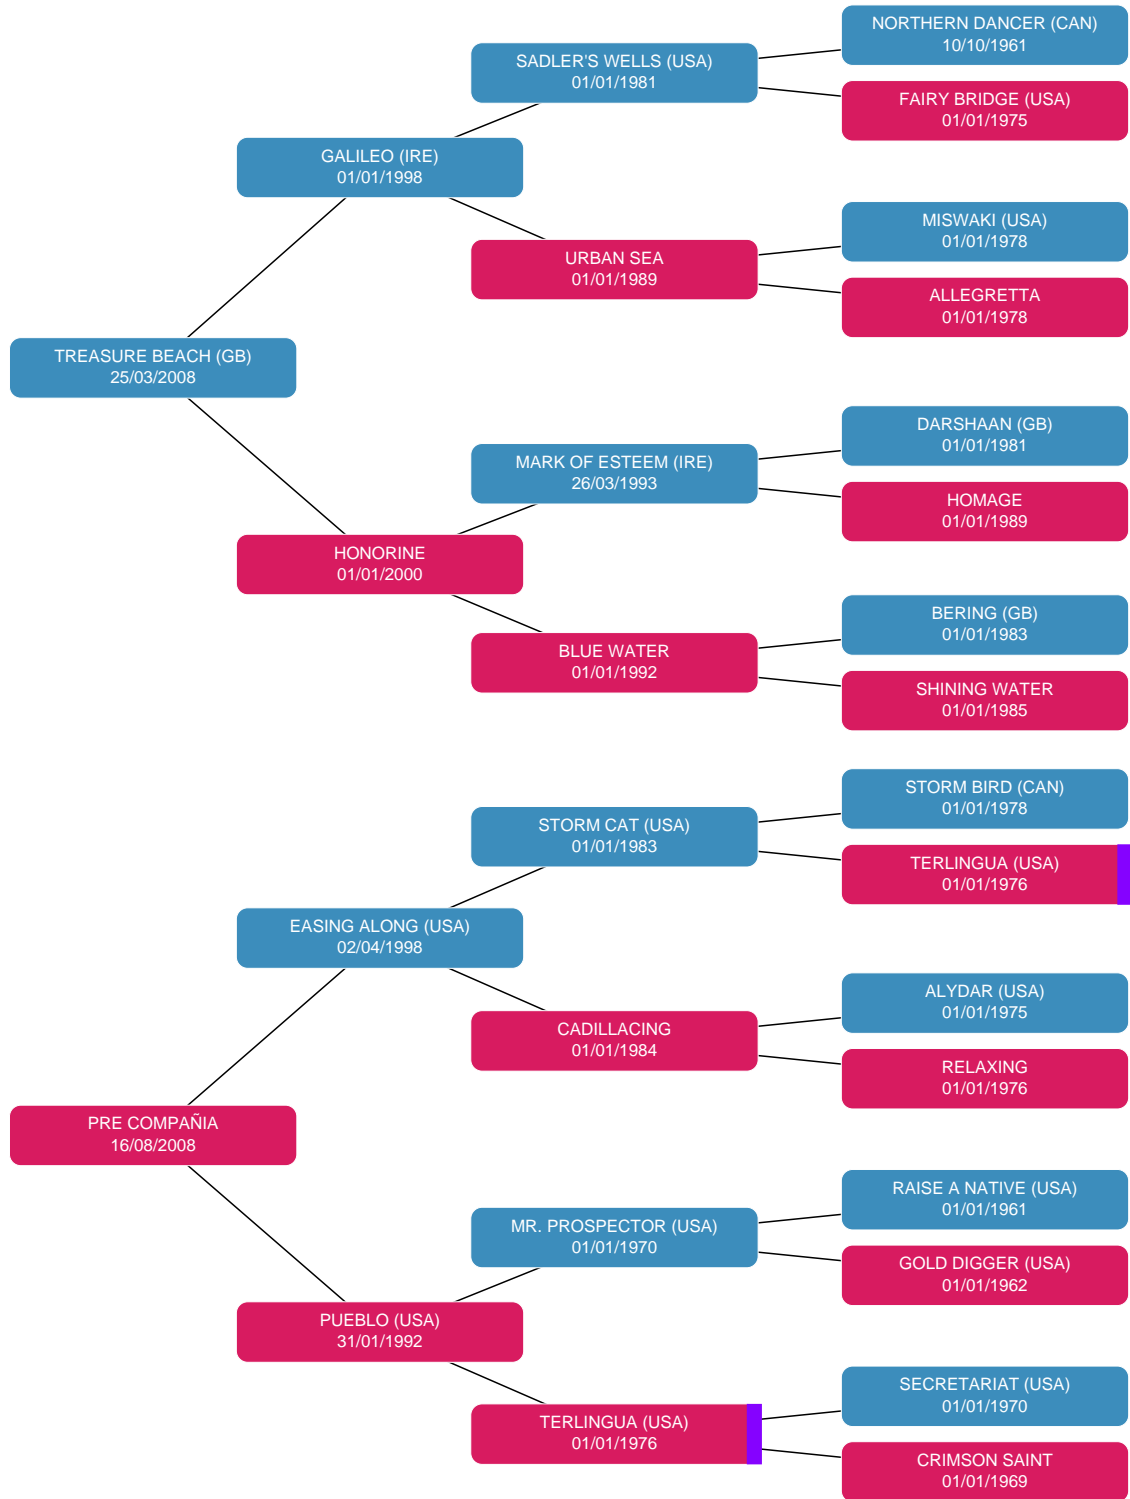 NORTHERN DANCER (CAN)
10/10/1961
SADLER'S WELLS (USA)
01/01/1981
FAIRY BRIDGE (USA)
01/01/1975
GALILEO (IRE)
01/01/1998
MISWAKI (USA)
01/01/1978
URBAN SEA
01/01/1989
ALLEGRETTA
01/01/1978
TREASURE BEACH (GB)
25/03/2008
DARSHAAN (GB)
01/01/1981
MARK OF ESTEEM (IRE)
26/03/1993
HOMAGE
01/01/1989
HONORINE
01/01/2000
BERING (GB)
01/01/1983
BLUE WATER
01/01/1992
SHINING WATER
01/01/1985
STORM BIRD (CAN)
01/01/1978
STORM CAT (USA)
01/01/1983
TERLINGUA (USA)
01/01/1976
EASING ALONG (USA)
02/04/1998
ALYDAR (USA)
01/01/1975
CADILLACING
01/01/1984
RELAXING
01/01/1976
PRE COMPAÑIA
16/08/2008
RAISE A NATIVE (USA)
01/01/1961
MR. PROSPECTOR (USA)
01/01/1970
GOLD DIGGER (USA)
01/01/1962
PUEBLO (USA)
31/01/1992
SECRETARIAT (USA)
01/01/1970
TERLINGUA (USA)
01/01/1976
CRIMSON SAINT
01/01/1969